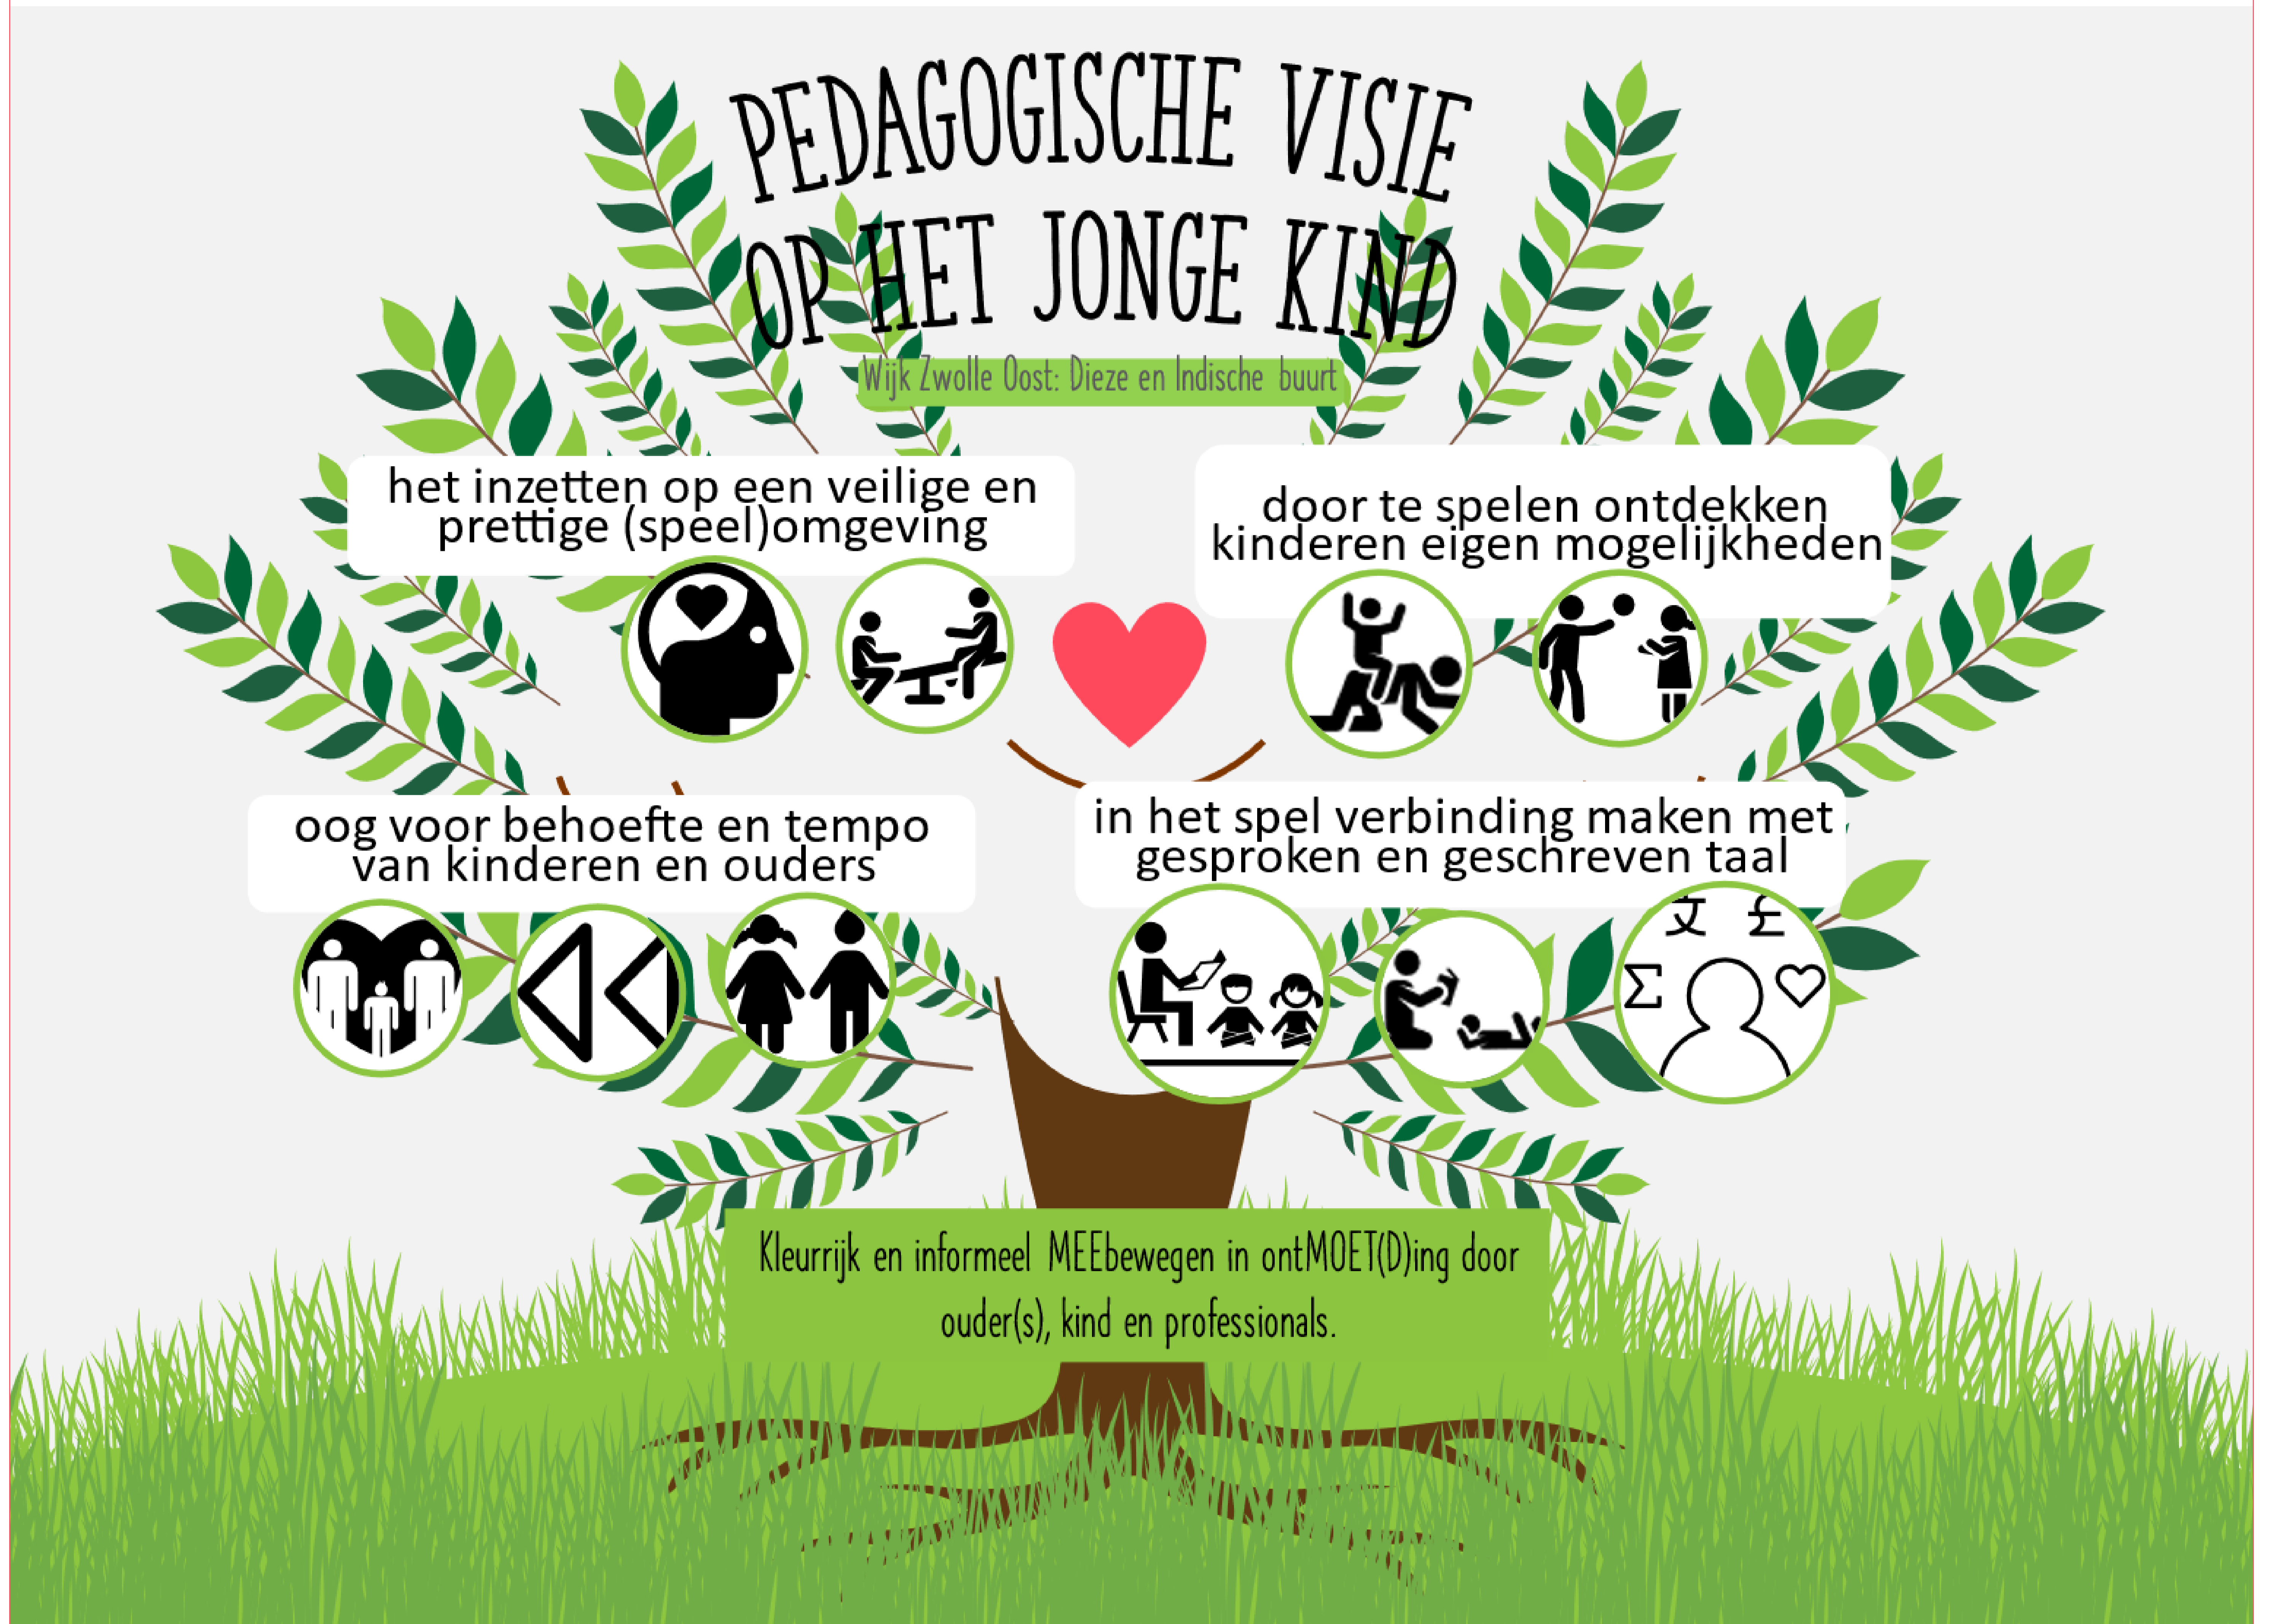 PEDAGOGISCHE VISIE
OP HET JONGE KIND
Wijk Zwolle Oost: Dieze en Indische buurt
het inzetten op een veilige en
prettige (speel)omgeving
door te spelen ontdekken
kinderen eigen mogelijkheden
oog voor behoefte en tempo
van kinderen en ouders
in het spel verbinding maken met
gesproken en geschreven taal
Kleurrijk en informeel MEEbewegen in ontMOET(D)ing door
ouder(s), kind en professionals.